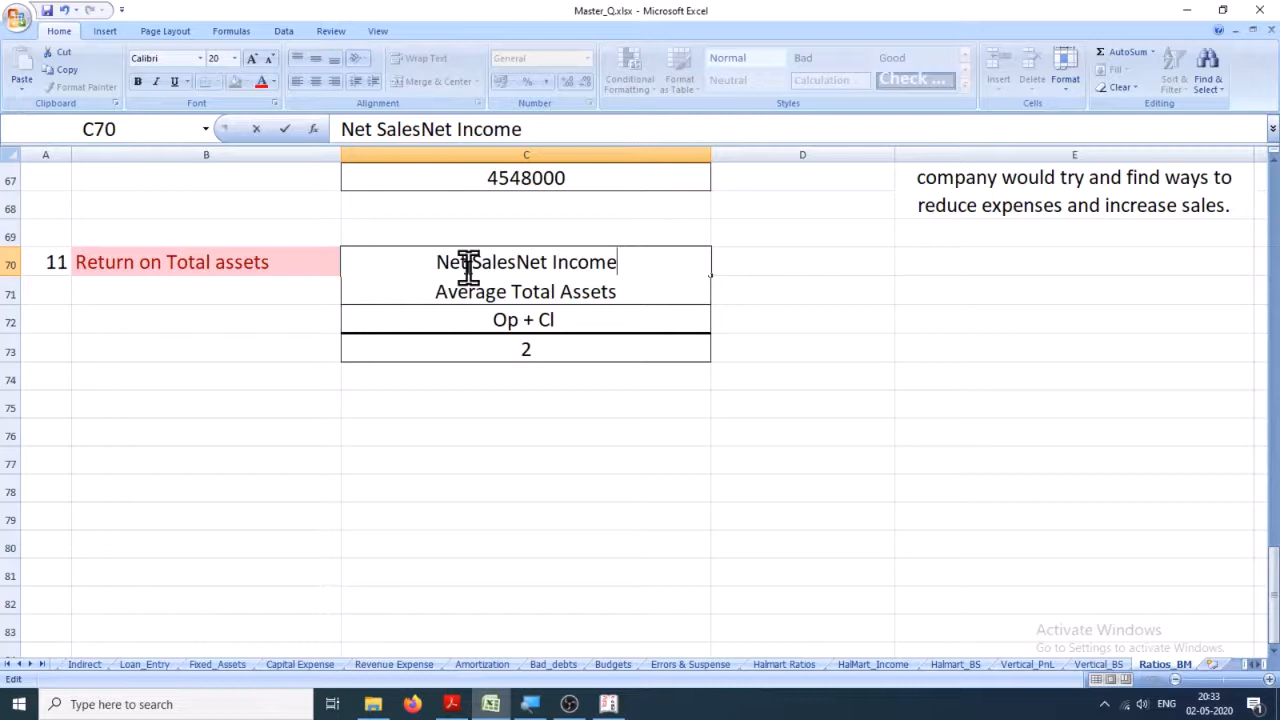 Master_Q.xlsx - Microsoft Excel
Home Insert Page Layout Formulas Data Review View
Cut
Copy
Format Painter
Paste
Calibri 20
B I U
Wrap Text
Merge & Center
General
Conditional Formatting
Format as Table
Normal Bad Good
Neutral Calculation Check ...
Insert Delete Format
AutoSum
Fill
Clear
Sort & Filter
Find & Select
Clipboard Font Alignment Number Styles Cells Editing
C70 fx Net SalesNet Income
A B C D E
67 4548000 company would try and find ways to
68 reduce expenses and increase sales.
69
70 11 Return on Total assets Net SalesNet Income
71 Average Total Assets
72 Op + Cl
73 2
74
75
76
77
78
79
80
81
82
83
Activate Windows
Go to Settings to activate Windows.
Indirect Loan_Entry Fixed_Assets Capital Expense Revenue Expense Amortization Bad_debts Budgets Errors & Suspense Halmart Ratios HalMart_Income Halmart_BS Vertical_PnL Vertical_BS Ratios_BM
Edit
Type here to search
ENG
20:33
02-05-2020